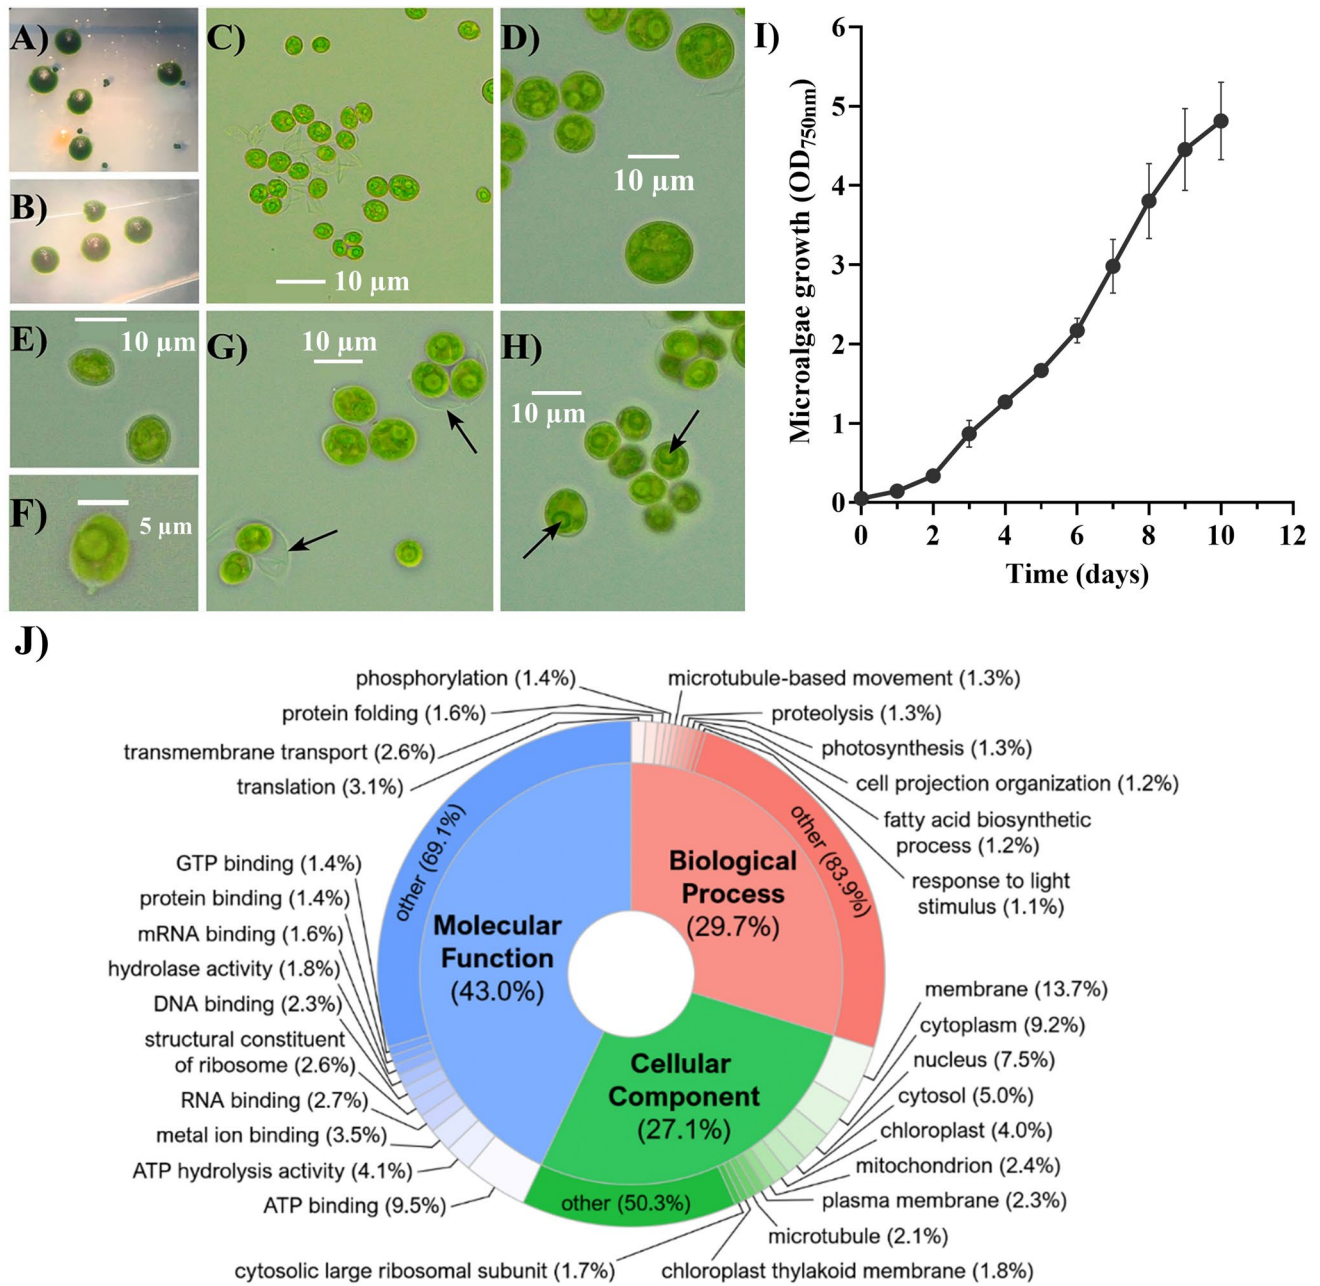 A)
B)
C)
10 µm
D)
10 µm
E)
10 µm
F)
5 µm
G)
10 µm
H)
10 µm
I)
Microalgae growth (OD750nm)
6
5
4
3
2
1
0
0 2 4 6 8 10 12
Time (days)
J)
phosphorylation (1.4%)
protein folding (1.6%)
transmembrane transport (2.6%)
translation (3.1%)
microtubule-based movement (1.3%)
proteolysis (1.3%)
photosynthesis (1.3%)
cell projection organization (1.2%)
fatty acid biosynthetic
process (1.2%)
response to light
stimulus (1.1%)
other (83.9%)
Biological
Process
(29.7%)
other (69.1%)
Molecular
Function
(43.0%)
GTP binding (1.4%)
protein binding (1.4%)
mRNA binding (1.6%)
hydrolase activity (1.8%)
DNA binding (2.3%)
structural constituent
of ribosome (2.6%)
RNA binding (2.7%)
metal ion binding (3.5%)
ATP hydrolysis activity (4.1%)
ATP binding (9.5%)
Cellular
Component
(27.1%)
other (50.3%)
membrane (13.7%)
cytoplasm (9.2%)
nucleus (7.5%)
cytosol (5.0%)
chloroplast (4.0%)
mitochondrion (2.4%)
plasma membrane (2.3%)
microtubule (2.1%)
chloroplast thylakoid membrane (1.8%)
cytosolic large ribosomal subunit (1.7%)